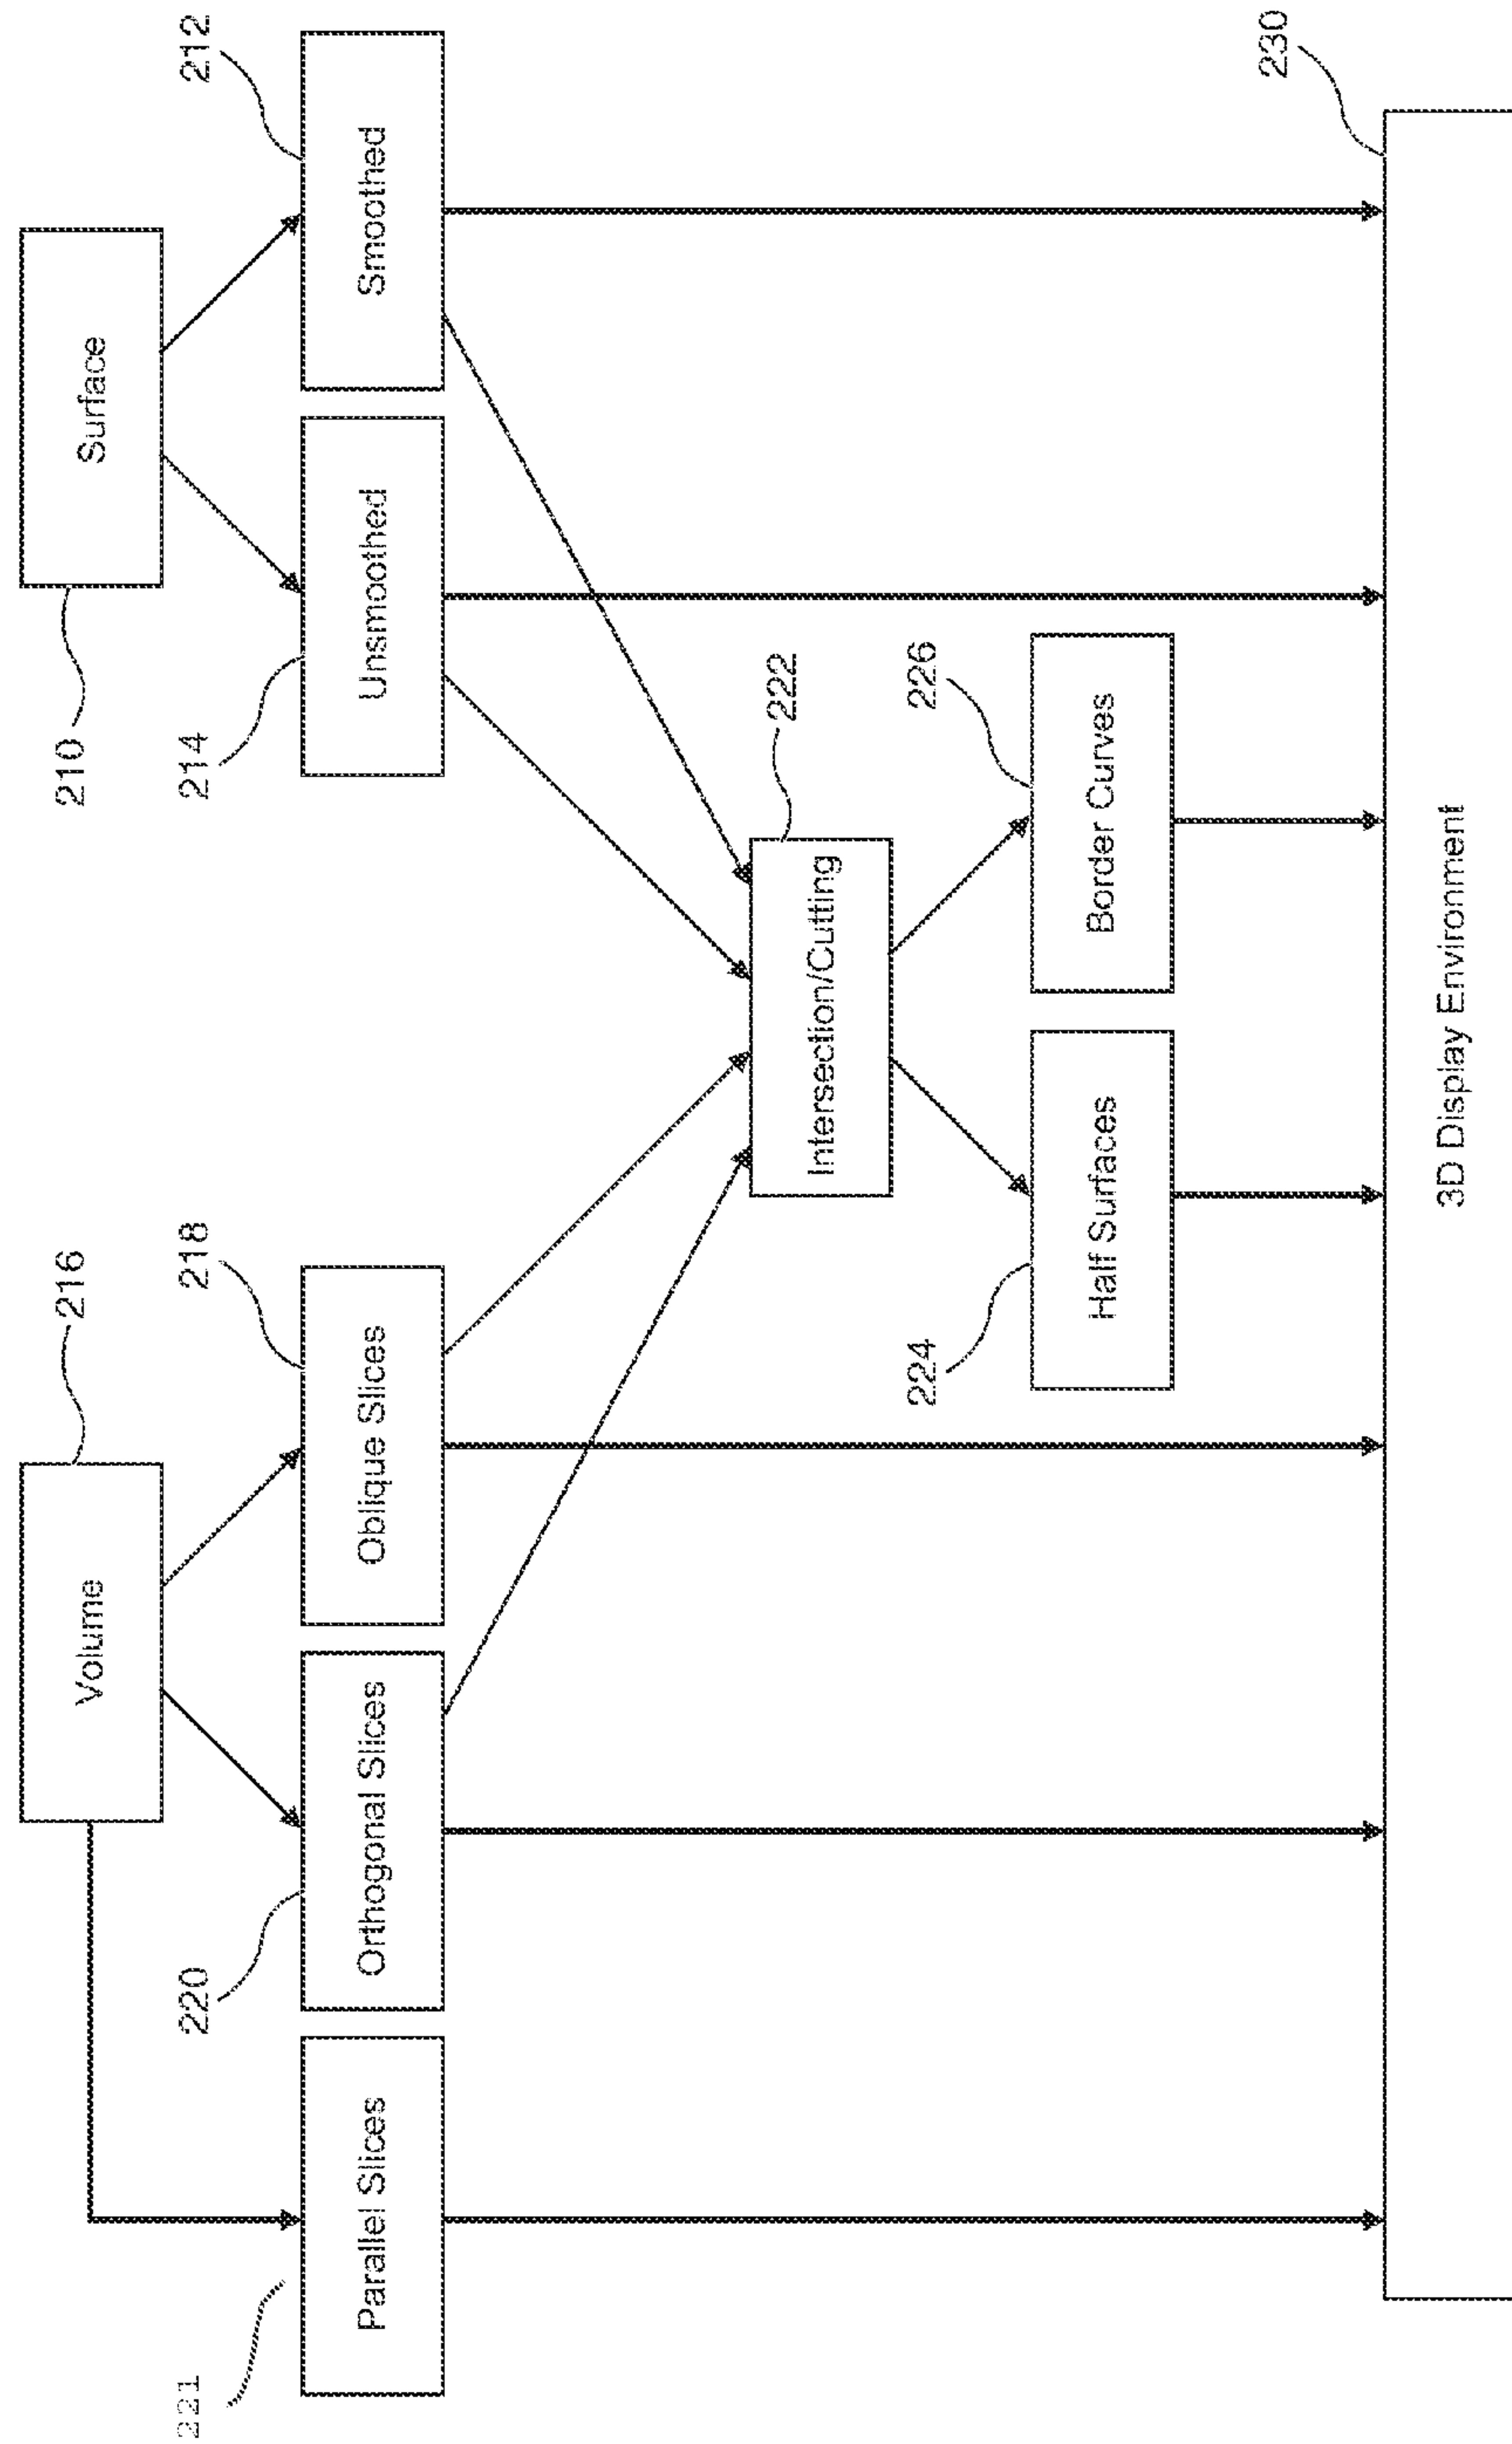 216
Volume
210
Surface
221
Parallel Slices
220
Orthogonal Slices
218
Oblique Slices
214
Unsmoothed
212
Smoothed
222
Intersection/Cutting
224
Half Surfaces
226
Border Curves
230
3D Display Environment